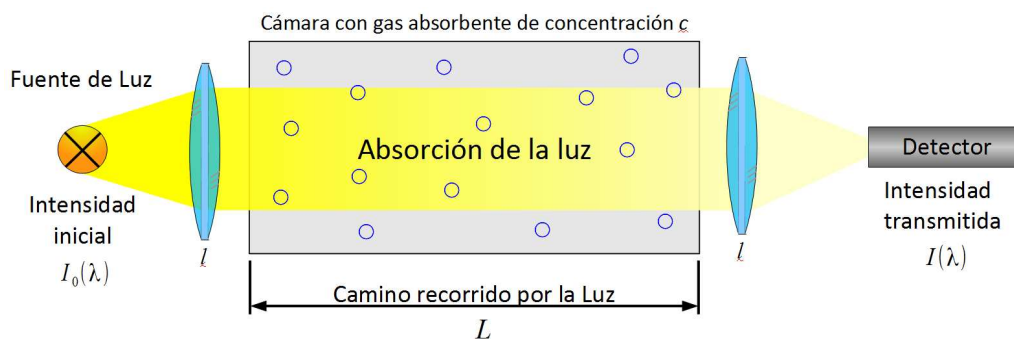 Cámara con gas absorbente de concentración c
Fuente de Luz
Absorción de la luz
Detector
Intensidad
inicial
I₀(λ)
l
l
Intensidad
transmitida
I(λ)
Camino recorrido por la Luz
L